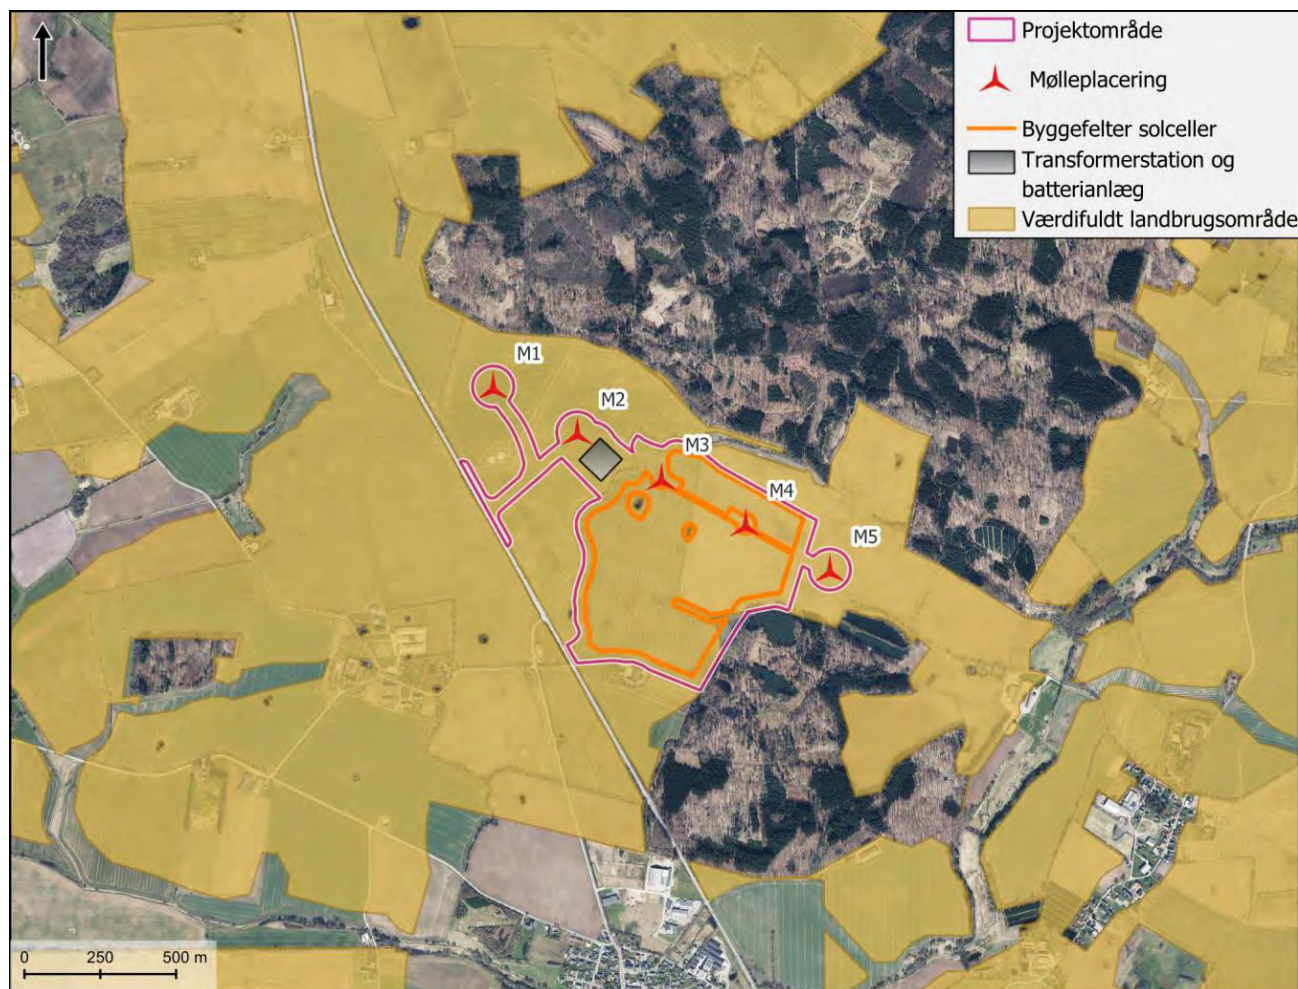 Projektområde
Mølleplacering
Byggefelter solceller
Transformerstation og
batterianlæg
Værdifuldt landbrugsområde
M1
M2
M3
M4
M5
0 250 500 m